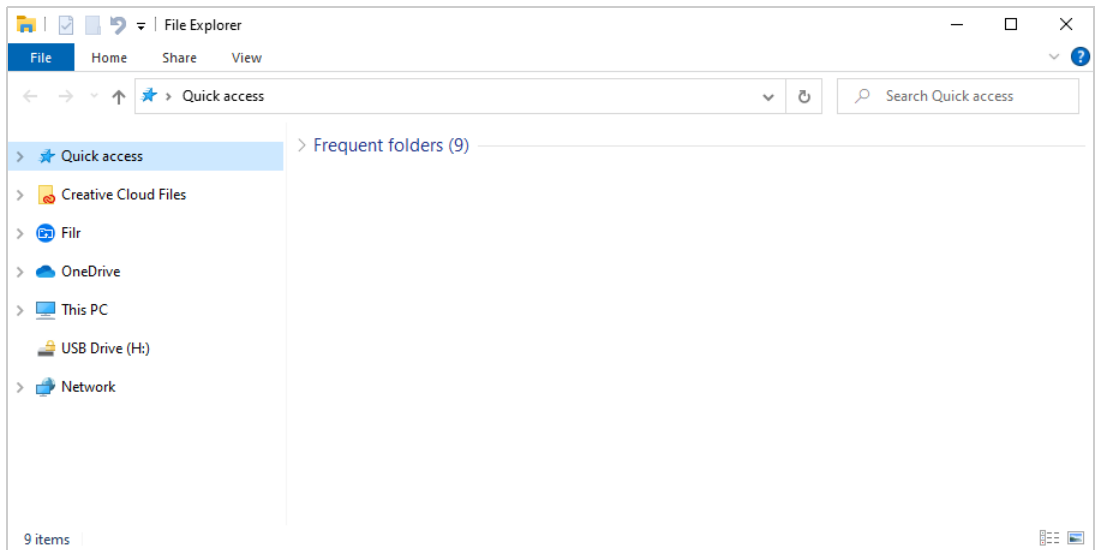 File Explorer
File Home Share View
Quick access
Search Quick access
Quick access
Creative Cloud Files
Filr
OneDrive
This PC
USB Drive (H:)
Network
Frequent folders (9)
9 items